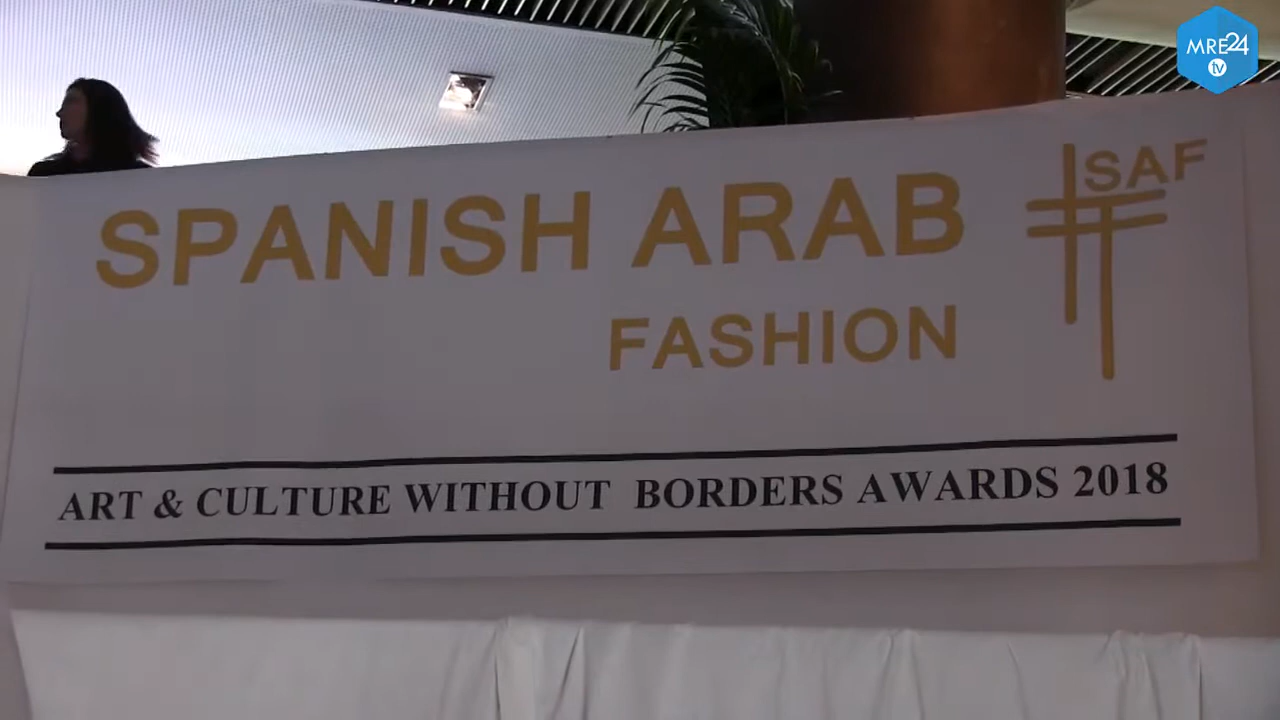 MRE24
tv
SPANISH ARAB
SAF
FASHION
ART & CULTURE WITHOUT BORDERS AWARDS 2018